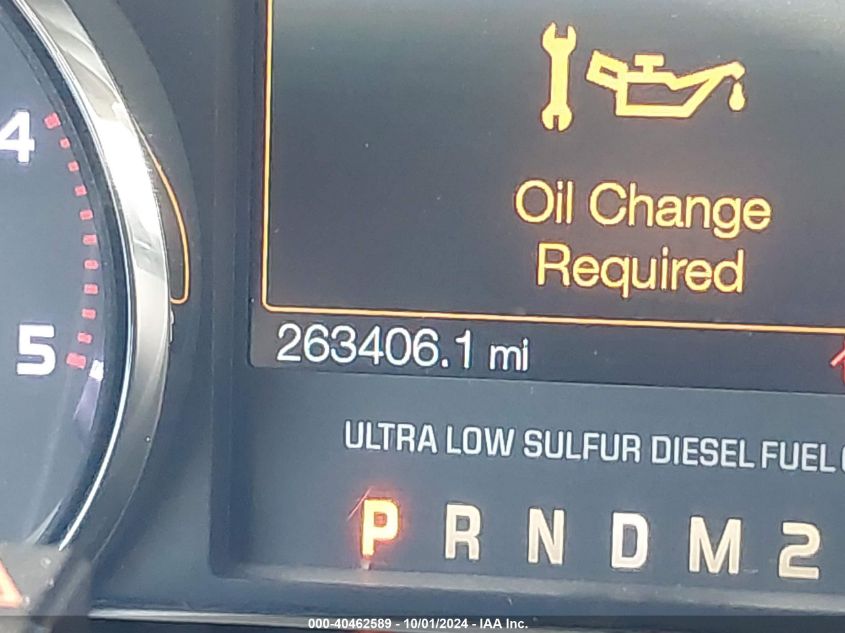 4
Oil Change
Required
5
263406.1 mi
ULTRA LOW SULFUR DIESEL FUEL
P R N D M 2
000-40462589 - 10/01/2024 - IAA Inc.